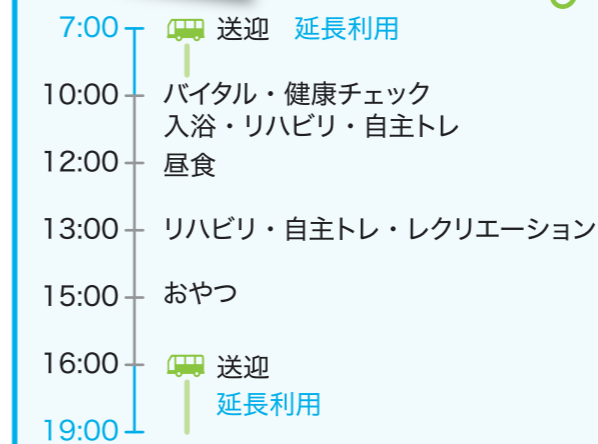 7:00 送迎 延長利用
10:00 バイタル・健康チェック
入浴・リハビリ・自主トレ
12:00 昼食
13:00 リハビリ・自主トレ・レクリエーション
15:00 おやつ
16:00 送迎
延長利用
19:00